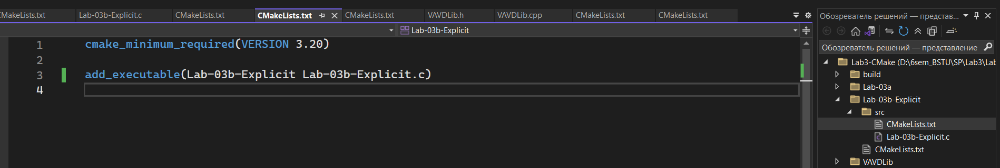 CMakeLists.txt Lab-03b-Explicit.c CMakeLists.txt CMakeLists.txt CMakeLists.txt VAVDLib.h VAVDLib.cpp CMakeLists.txt CMakeLists.txt
Lab-03b-Explicit
1 cmake_minimum_required(VERSION 3.20)
2
3 add_executable(Lab-03b-Explicit Lab-03b-Explicit.c)
4
Обозреватель решений — представ...
Обозреватель решений — представление
Lab3-CMake (D:\6sem_BSTU\SP\Lab3\Lab
build
Lab-03a
Lab-03b-Explicit
src
CMakeLists.txt
Lab-03b-Explicit.c
CMakeLists.txt
VAVDLib